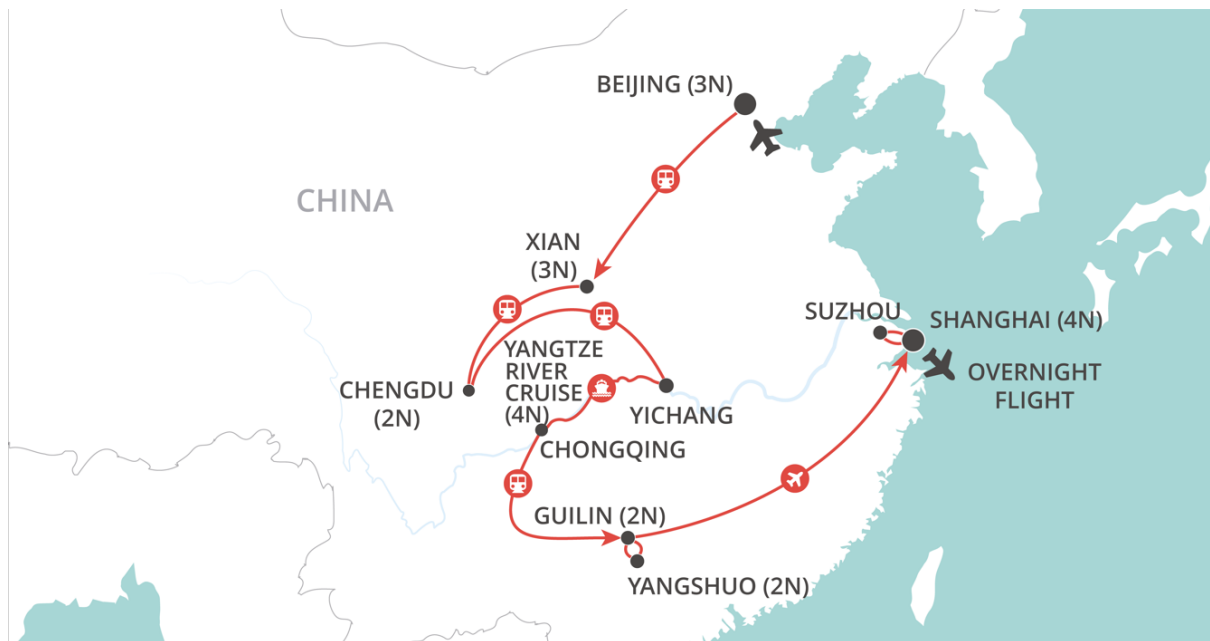 BEIJING (3N)
CHINA
XIAN
(3N)
SUZHOU
SHANGHAI (4N)
OVERNIGHT
FLIGHT
YANGTZE
RIVER
CRUISE
(4N)
CHENGDU
(2N)
YICHANG
CHONGQING
GUILIN (2N)
YANGSHUO (2N)